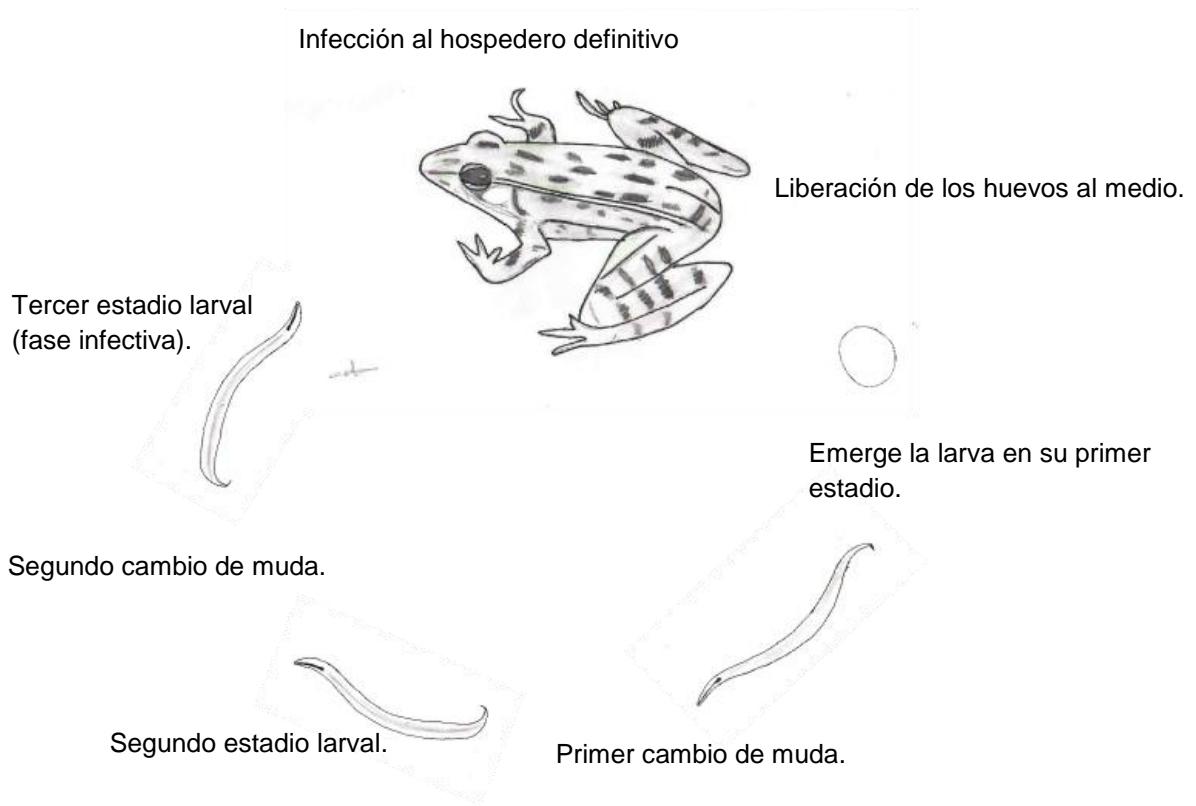 Infección al hospedero definitivo
Liberación de los huevos al medio.
Tercer estadio larval
(fase infectiva).
Emerge la larva en su primer
estadio.
Segundo cambio de muda.
Segundo estadio larval.
Primer cambio de muda.